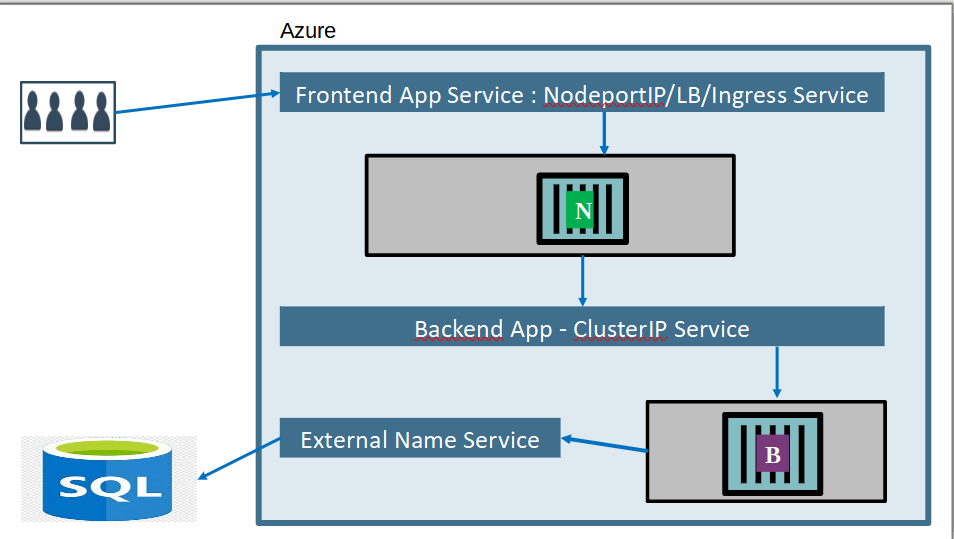 Azure
Frontend App Service : NodeportIP/LB/Ingress Service
N
Backend App - ClusterIP Service
External Name Service
B
SQL